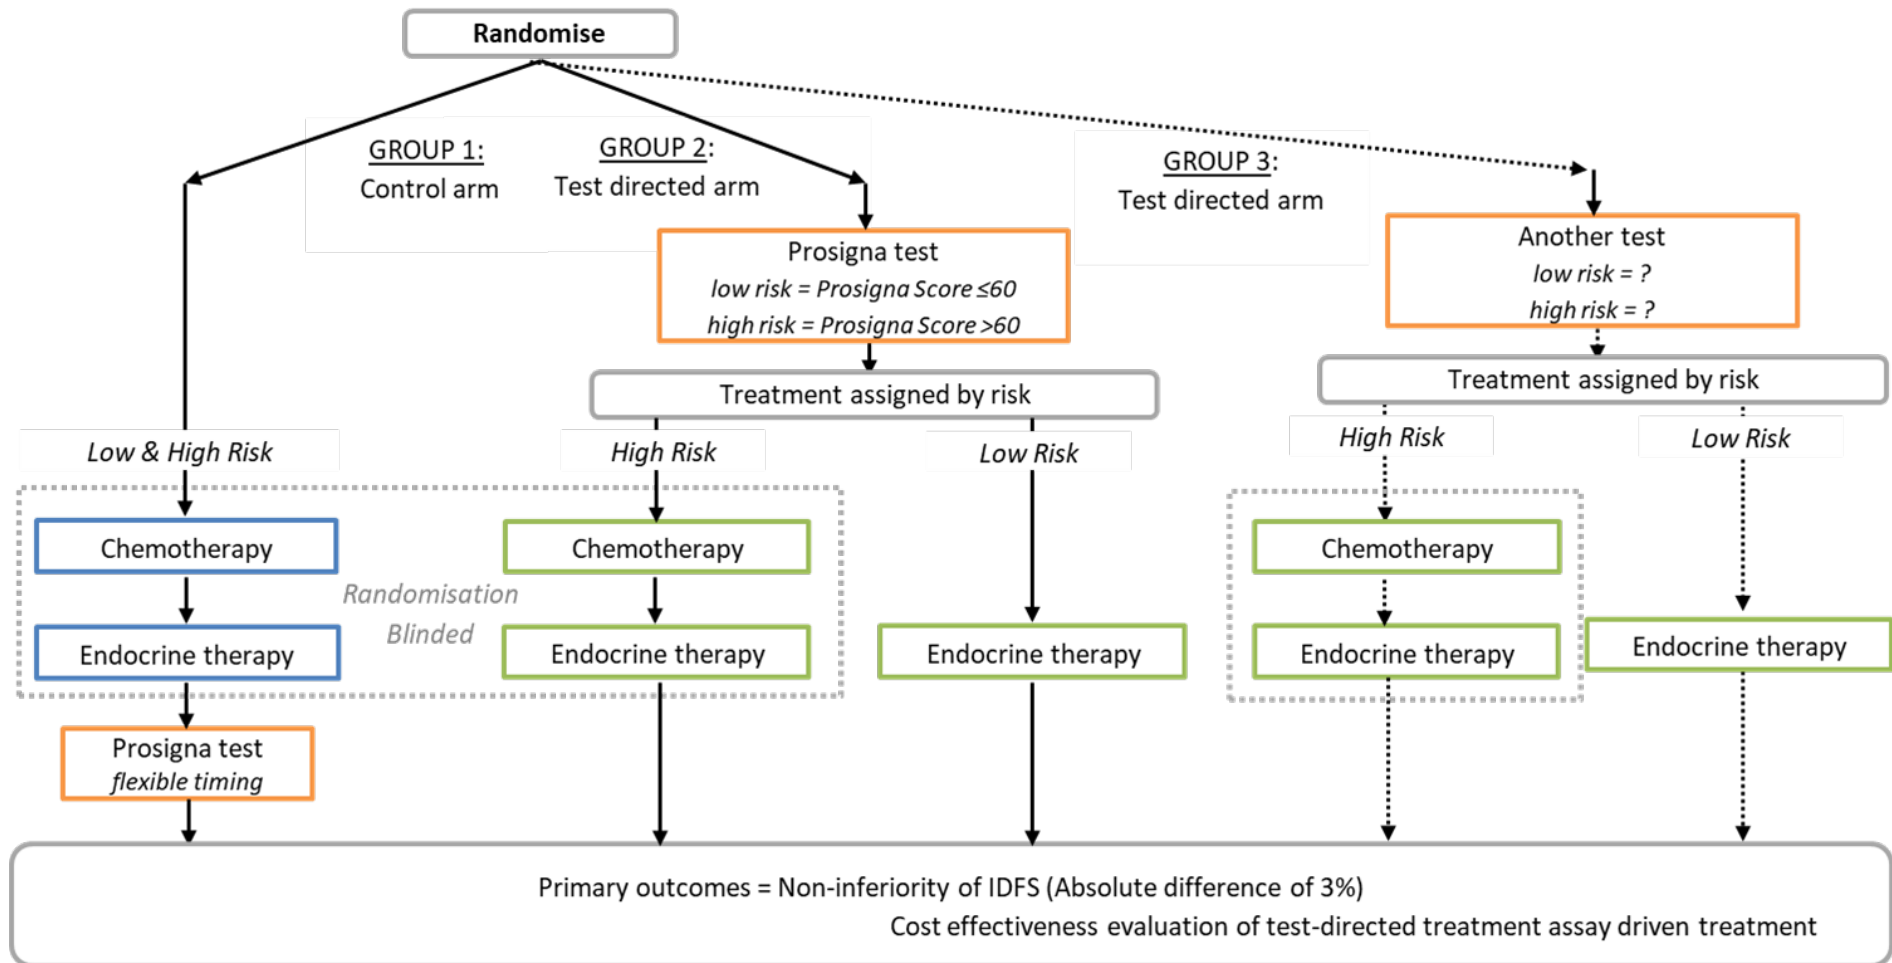 Randomise
GROUP 1:
Control arm
GROUP 2:
Test directed arm
GROUP 3:
Test directed arm
Prosigna test
low risk = Prosigna Score ≤60
high risk = Prosigna Score >60
Another test
low risk = ?
high risk = ?
Treatment assigned by risk
Treatment assigned by risk
Low & High Risk
High Risk
Low Risk
High Risk
Low Risk
Chemotherapy
Chemotherapy
Chemotherapy
Randomisation
Blinded
Endocrine therapy
Endocrine therapy
Endocrine therapy
Endocrine therapy
Endocrine therapy
Prosigna test
flexible timing
Primary outcomes = Non-inferiority of IDFS (Absolute difference of 3%)
Cost effectiveness evaluation of test-directed treatment assay driven treatment